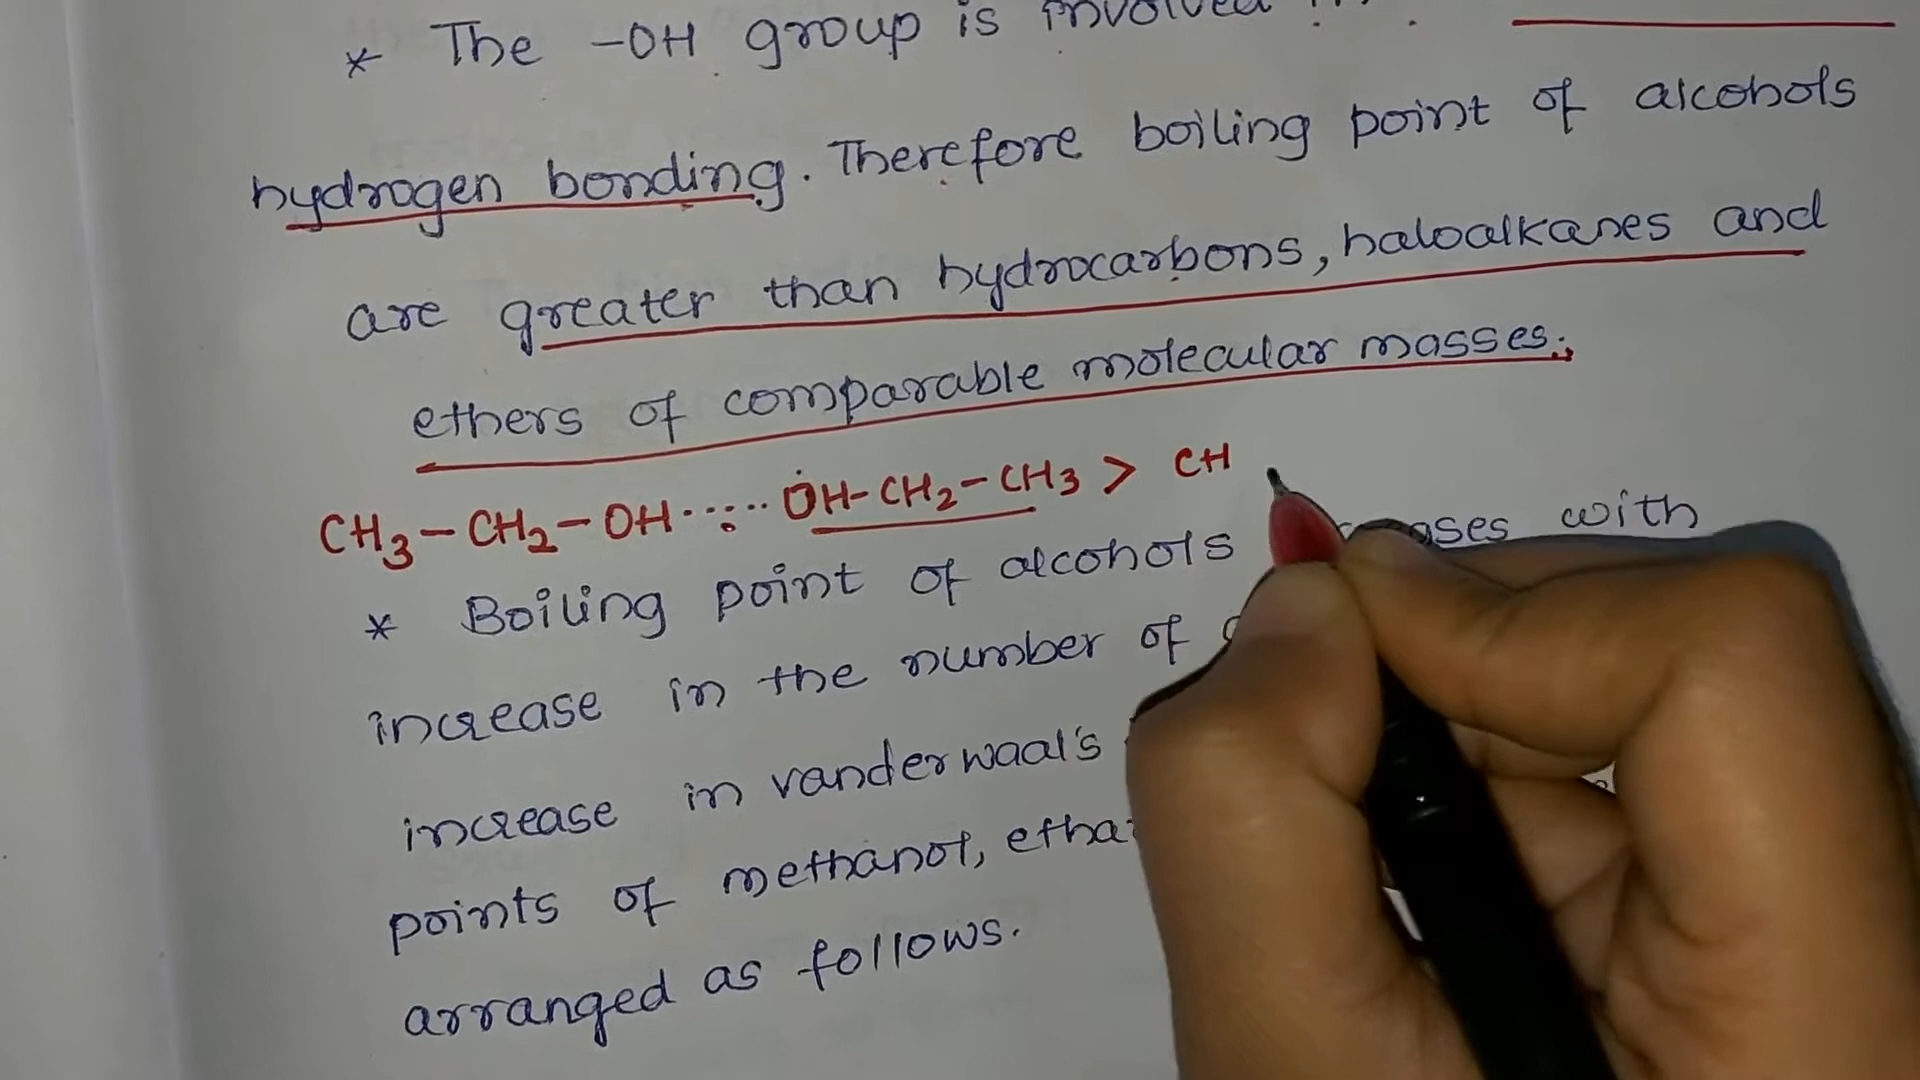 * The -OH group is involved
hydrogen bonding. Therefore boiling point of alcohols
are greater than hydrocarbons, haloalkanes and
ethers of comparable molecular masses.
CH3-CH2-OH......OH-CH2-CH3 > CH
* Boiling point of alcohols with
increase in the number of
increase in vanderwaal's
points of methanol,
arranged as follows.